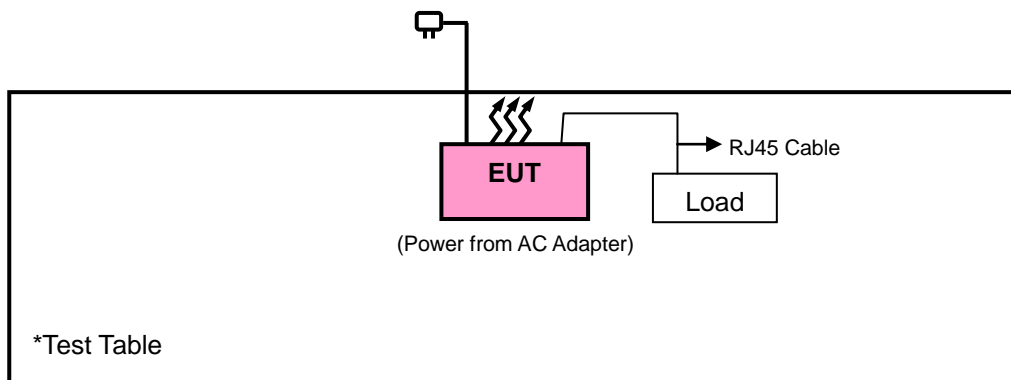 EUT
RJ45 Cable
Load
(Power from AC Adapter)
*Test Table